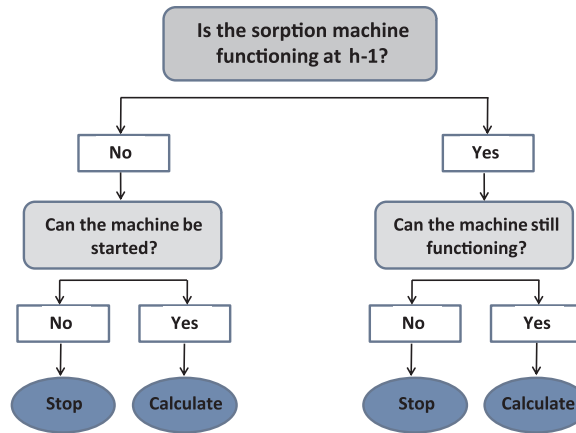 Is the sorption machine
functioning at h-1?
No
Yes
Can the machine be
started?
Can the machine still
functioning?
No
Yes
No
Yes
Stop
Calculate
Stop
Calculate